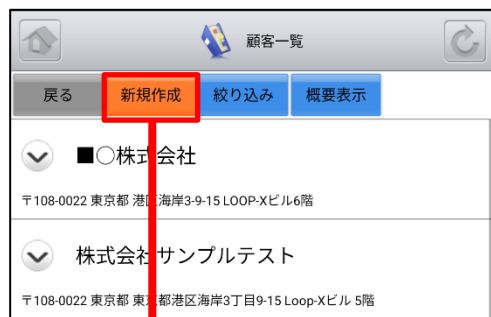 顧客一覧
戻る 新規作成 絞り込み 概要表示
■○株式会社
〒108-0022 東京都 港区海岸3-9-15 LOOP-Xビル6階
株式会社サンプルテスト
〒108-0022 東京都 東京都港区海岸3丁目9-15 Loop-Xビル 5階